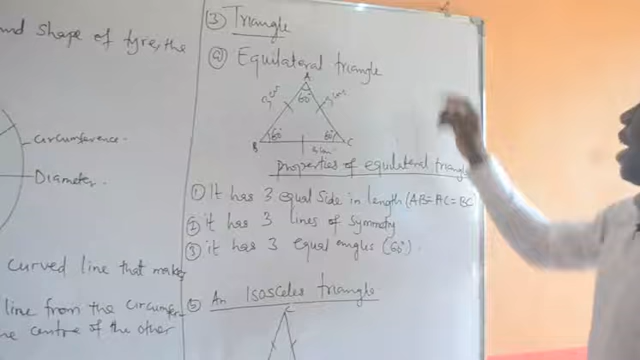 and shape of tyre, the
circumference.
Diameter.
curved line that makes
line from the circumfer
the centre of the other
③ Triangle
ⓐ Equilateral triangle
A
60°
60° 60°
B C
properties of equilateral triangle
① It has 3 equal side in length (AB=AC=BC
② it has 3 lines of symmetry
③ it has 3 equal angles (60°).
ⓑ An Isosceles triangle